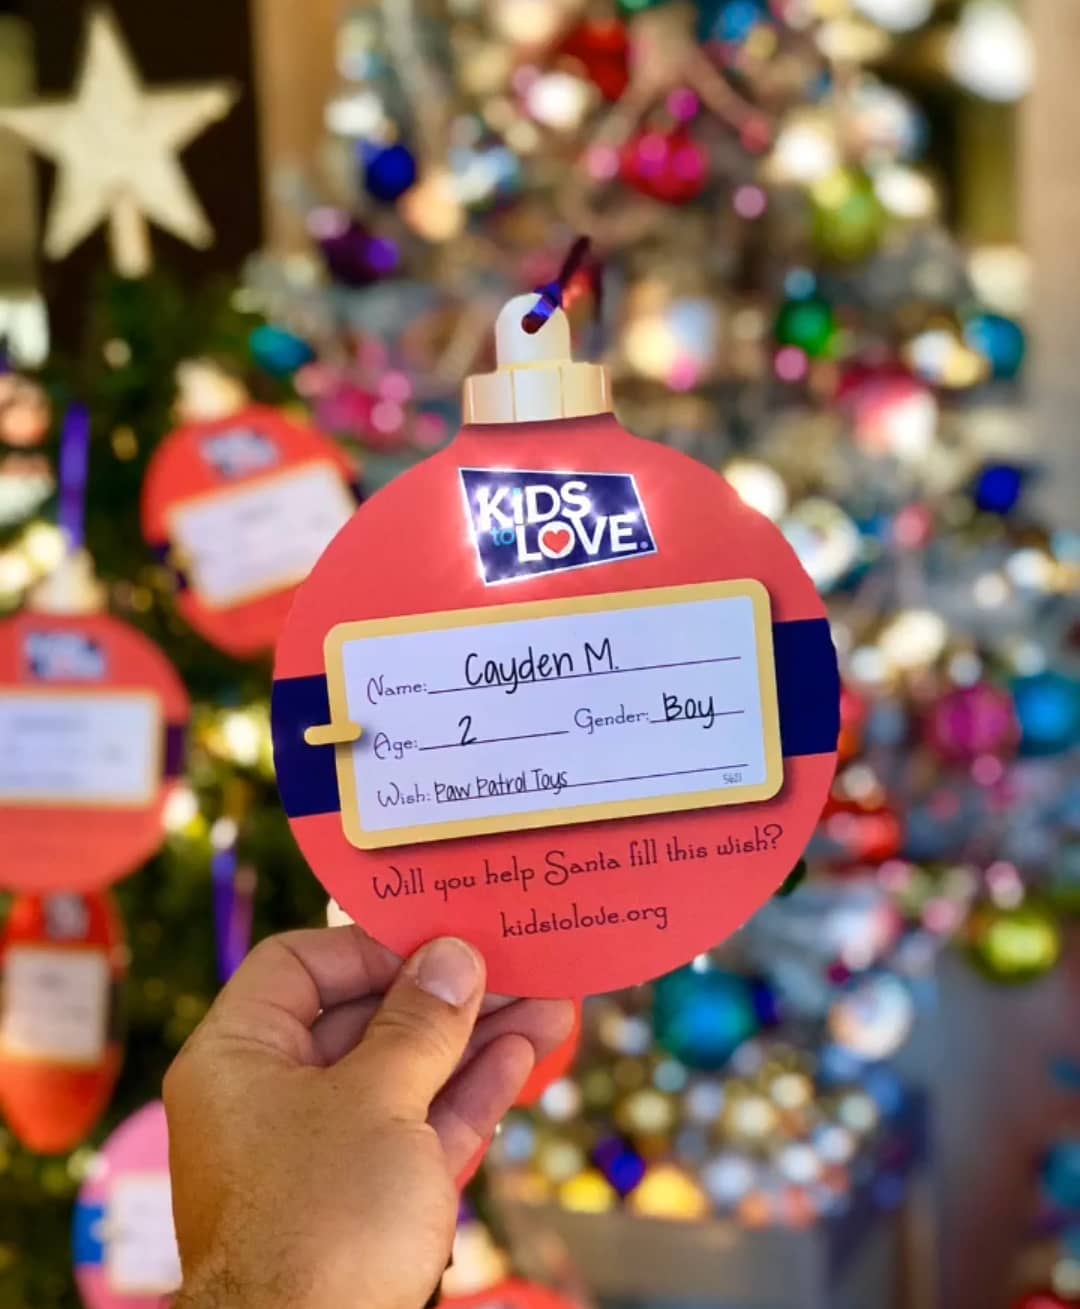 KIDS
to LOVE®
Name: Cayden M.
Age: 2 Gender: Boy
Wish: Paw Patrol Toys
5621
Will you help Santa fill this wish?
kidstolove.org